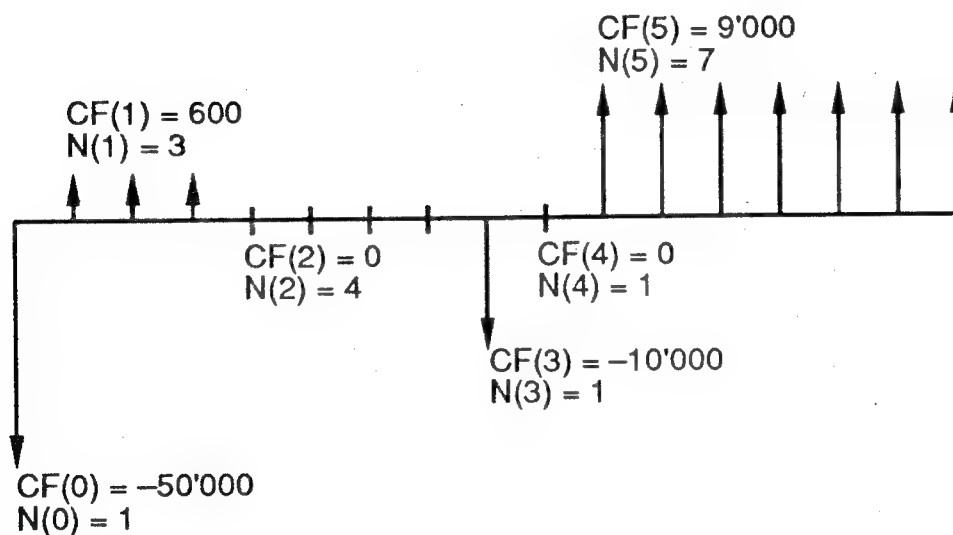 CF(5) = 9'000
N(5) = 7
CF(1) = 600
N(1) = 3
CF(2) = 0
N(2) = 4
CF(4) = 0
N(4) = 1
CF(3) = –10'000
N(3) = 1
CF(0) = –50'000
N(0) = 1